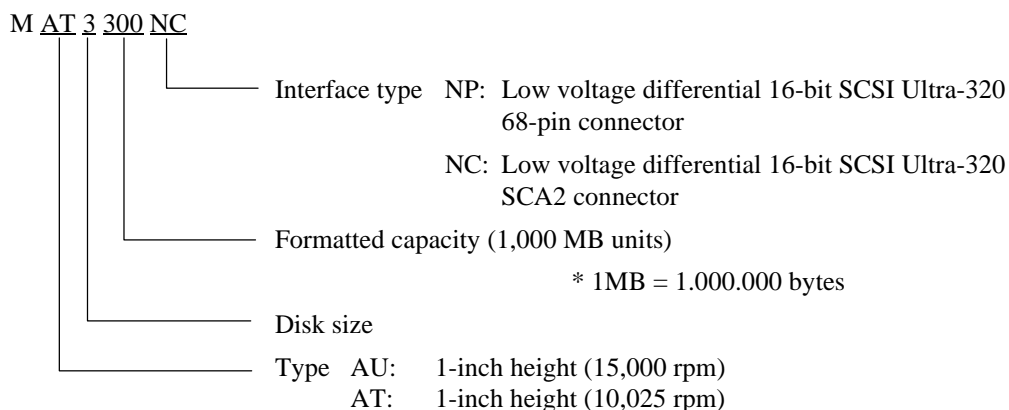 M AT 3 300 NC
Interface type NP: Low voltage differential 16-bit SCSI Ultra-320
68-pin connector
NC: Low voltage differential 16-bit SCSI Ultra-320
SCA2 connector
Formatted capacity (1,000 MB units)
* 1MB = 1.000.000 bytes
Disk size
Type AU: 1-inch height (15,000 rpm)
AT: 1-inch height (10,025 rpm)